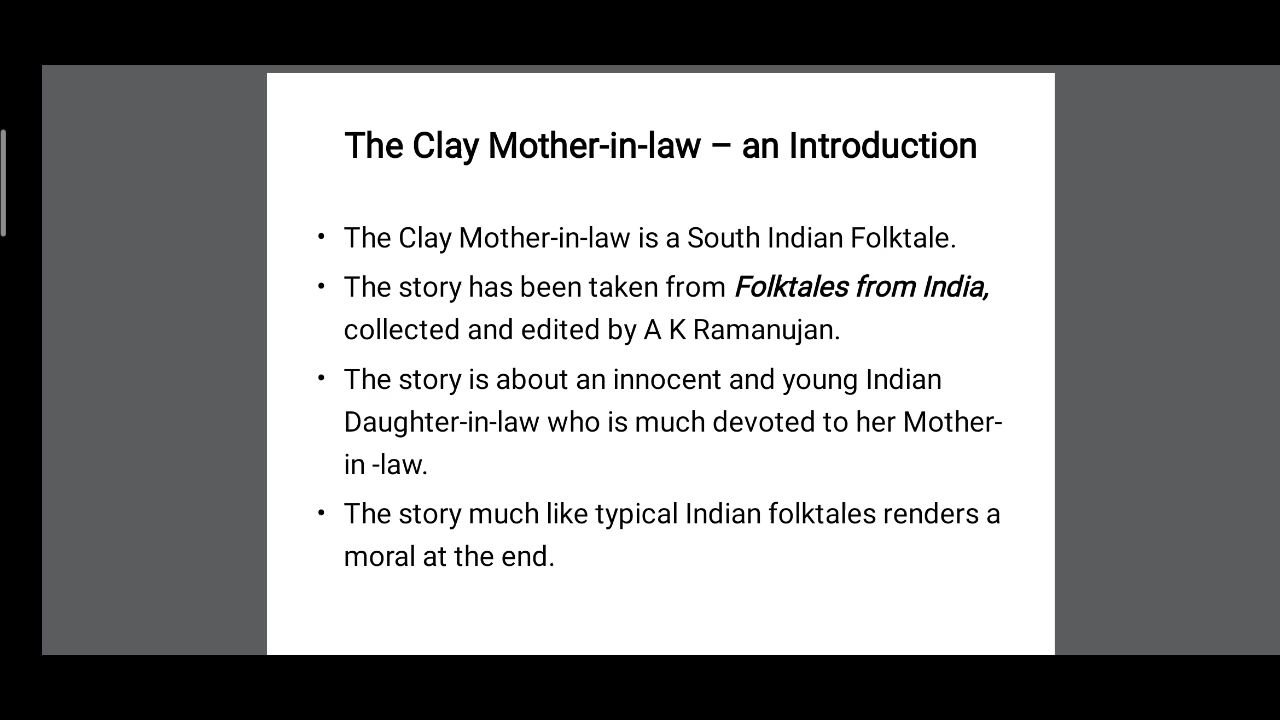 The Clay Mother-in-law – an Introduction
• The Clay Mother-in-law is a South Indian Folktale.
• The story has been taken from Folktales from India,
collected and edited by A K Ramanujan.
• The story is about an innocent and young Indian
Daughter-in-law who is much devoted to her Mother-
in -law.
• The story much like typical Indian folktales renders a
moral at the end.